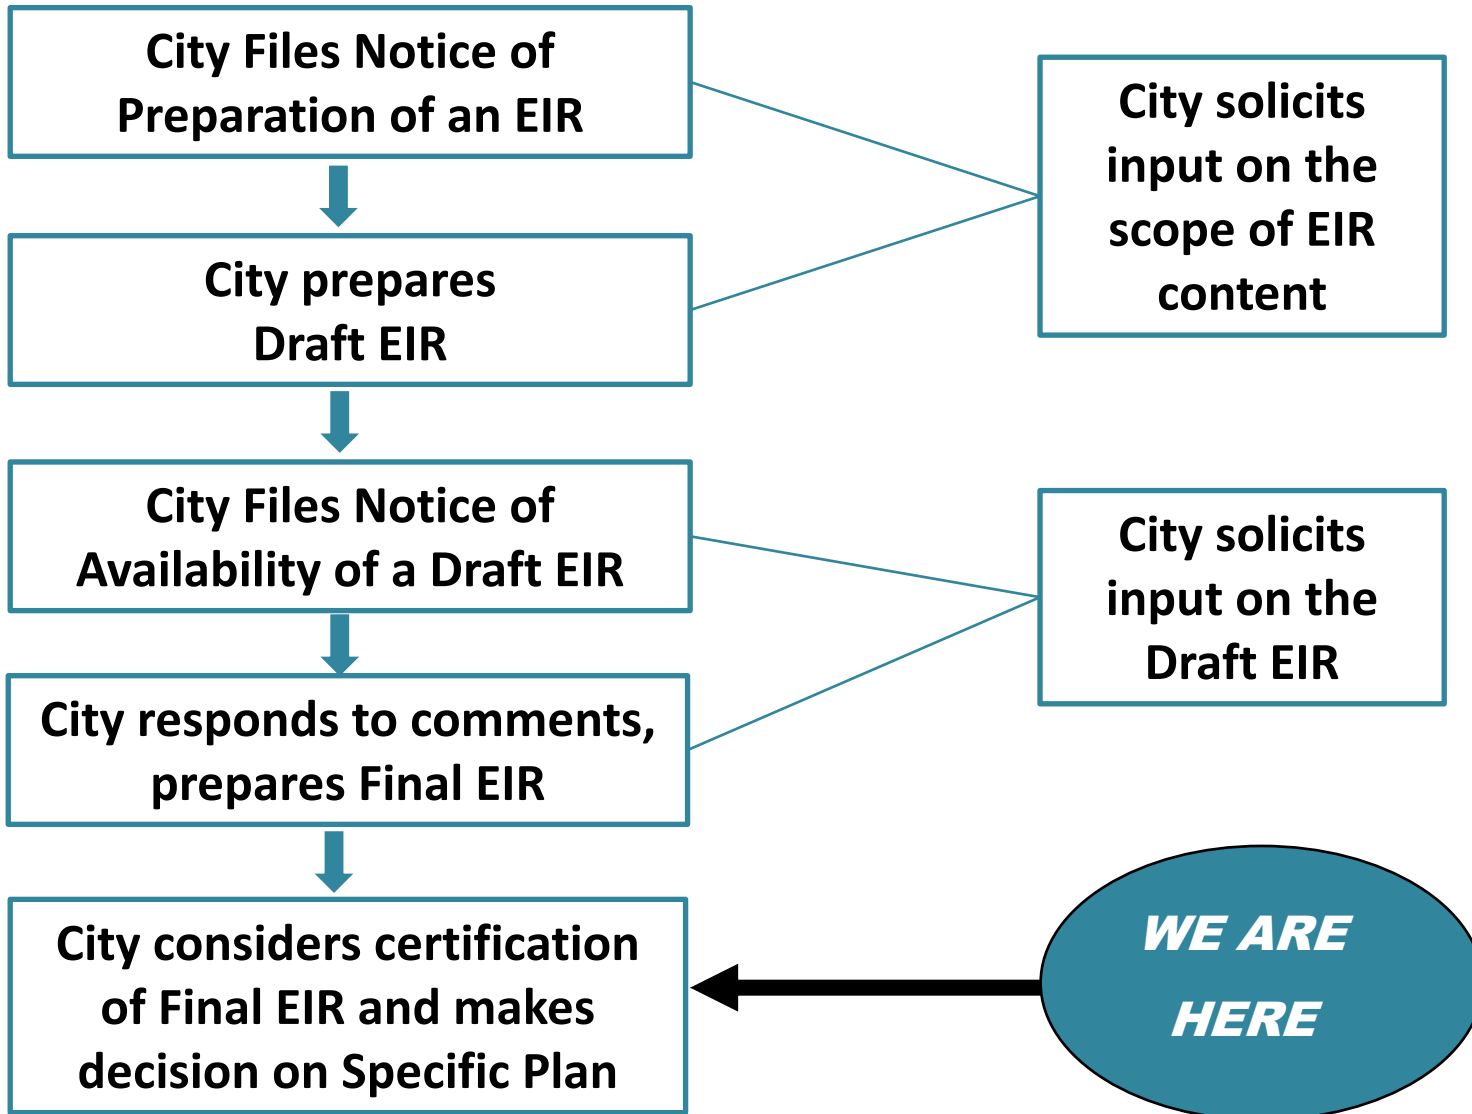 City Files Notice of
Preparation of an EIR
City solicits
input on the
scope of EIR
content
City prepares
Draft EIR
City Files Notice of
Availability of a Draft EIR
City solicits
input on the
Draft EIR
City responds to comments,
prepares Final EIR
City considers certification
of Final EIR and makes
decision on Specific Plan
WE ARE
HERE